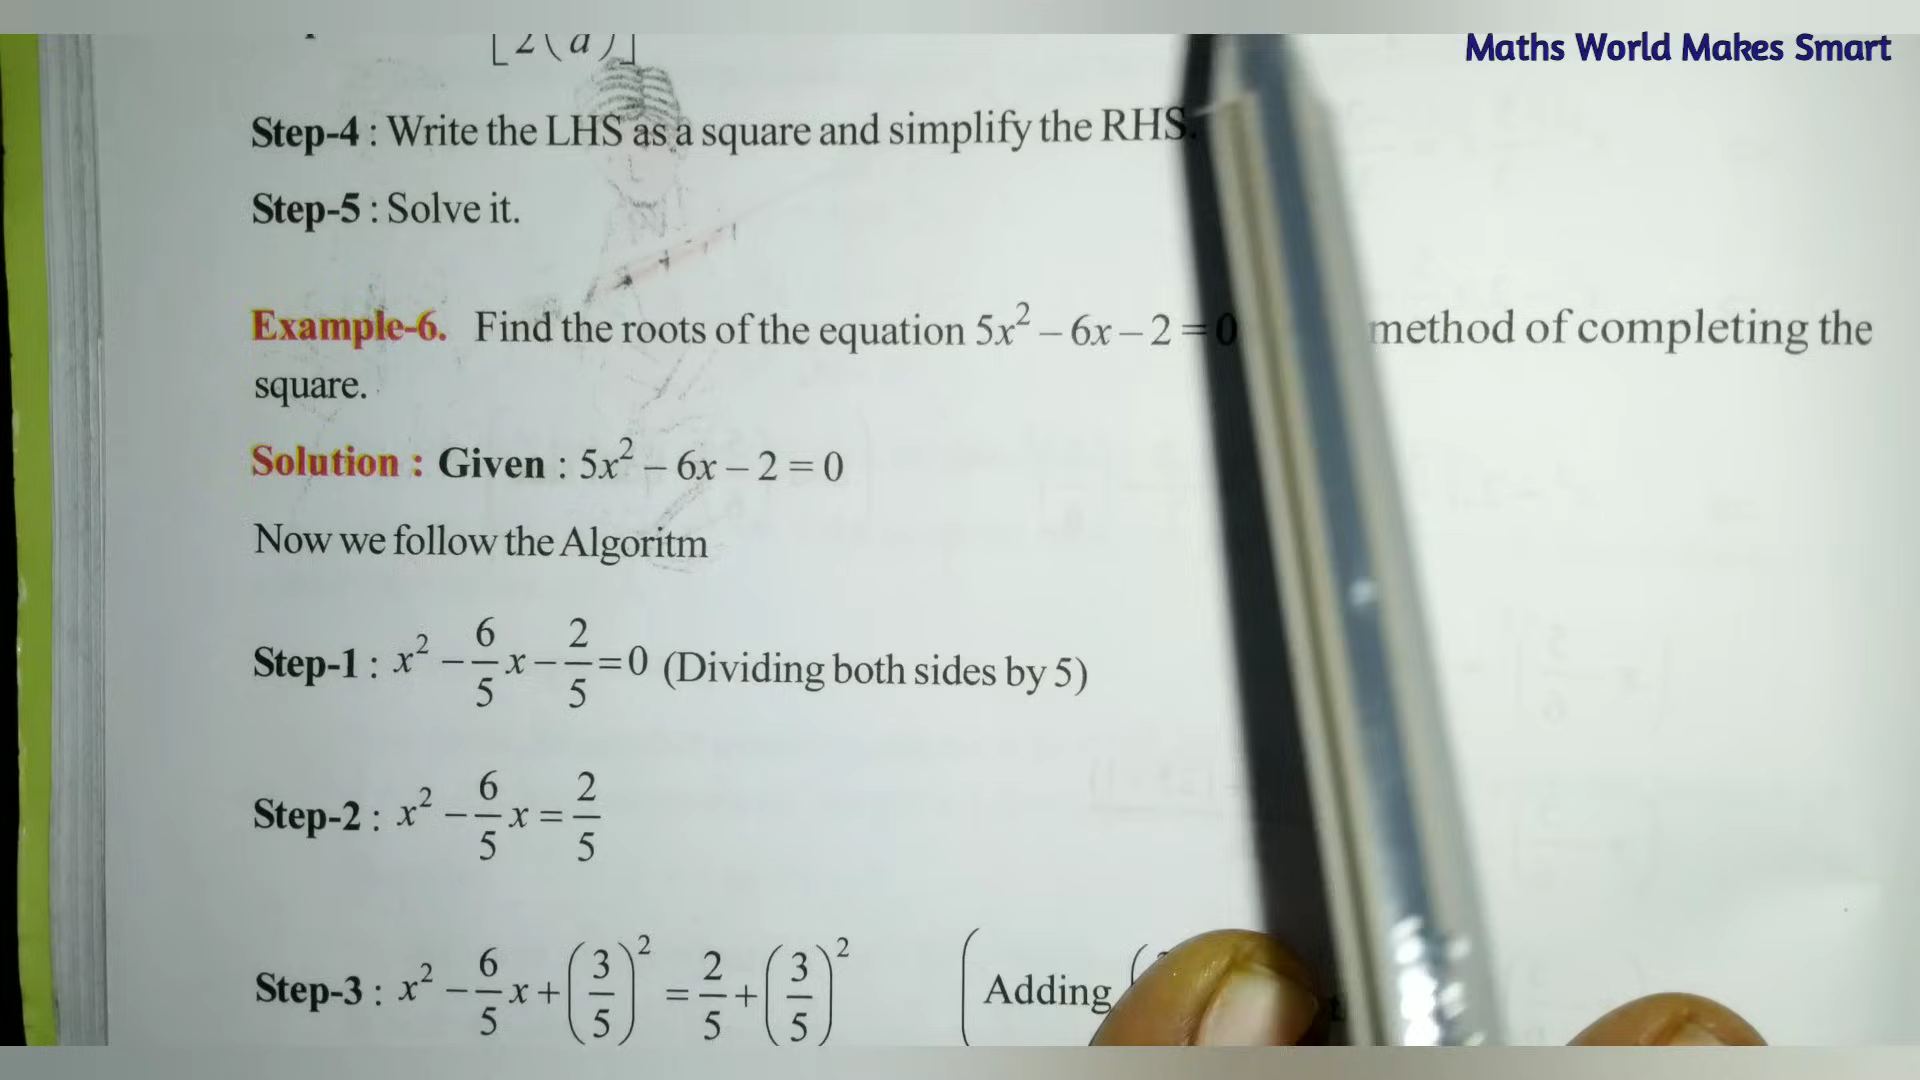 Maths World Makes Smart
[2(a)]
Step-4 : Write the LHS as a square and simplify the RHS.
Step-5 : Solve it.
Example-6. Find the roots of the equation 5x² – 6x – 2 = 0 method of completing the
square.
Solution : Given : 5x² – 6x – 2 = 0
Now we follow the Algoritm
Step-1 : x² – 6/5 x – 2/5 = 0 (Dividing both sides by 5)
Step-2 : x² – 6/5 x = 2/5
Step-3 : x² – 6/5 x + (3/5)² = 2/5 + (3/5)² (Adding (